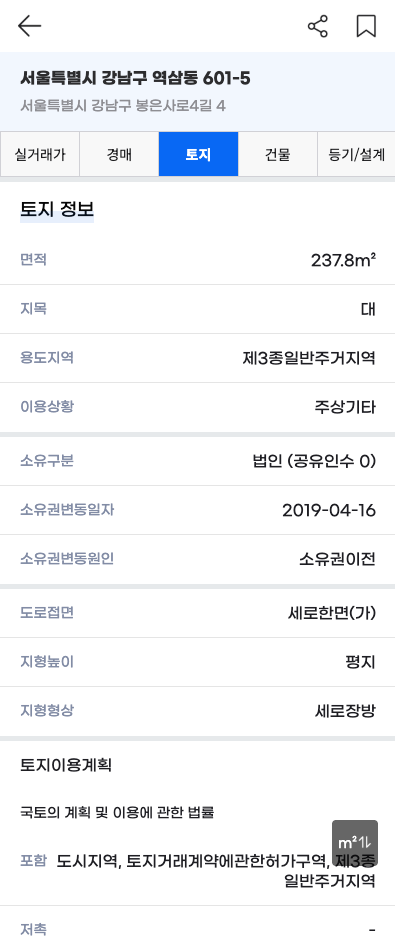 서울특별시 강남구 역삼동 601-5
서울특별시 강남구 봉은사로4길 4
실거래가 경매 토지 건물 등기/설계
토지 정보
면적 237.8m²
지목 대
용도지역 제3종일반주거지역
이용상황 주상기타
소유구분 법인 (공유인수 0)
소유권변동일자 2019-04-16
소유권변동원인 소유권이전
도로접면 세로한면(가)
지형높이 평지
지형형상 세로장방
토지이용계획
국토의 계획 및 이용에 관한 법률
m²⇅
포함 도시지역, 토지거래계약에관한허가구역, 제3종
일반주거지역
저촉 -